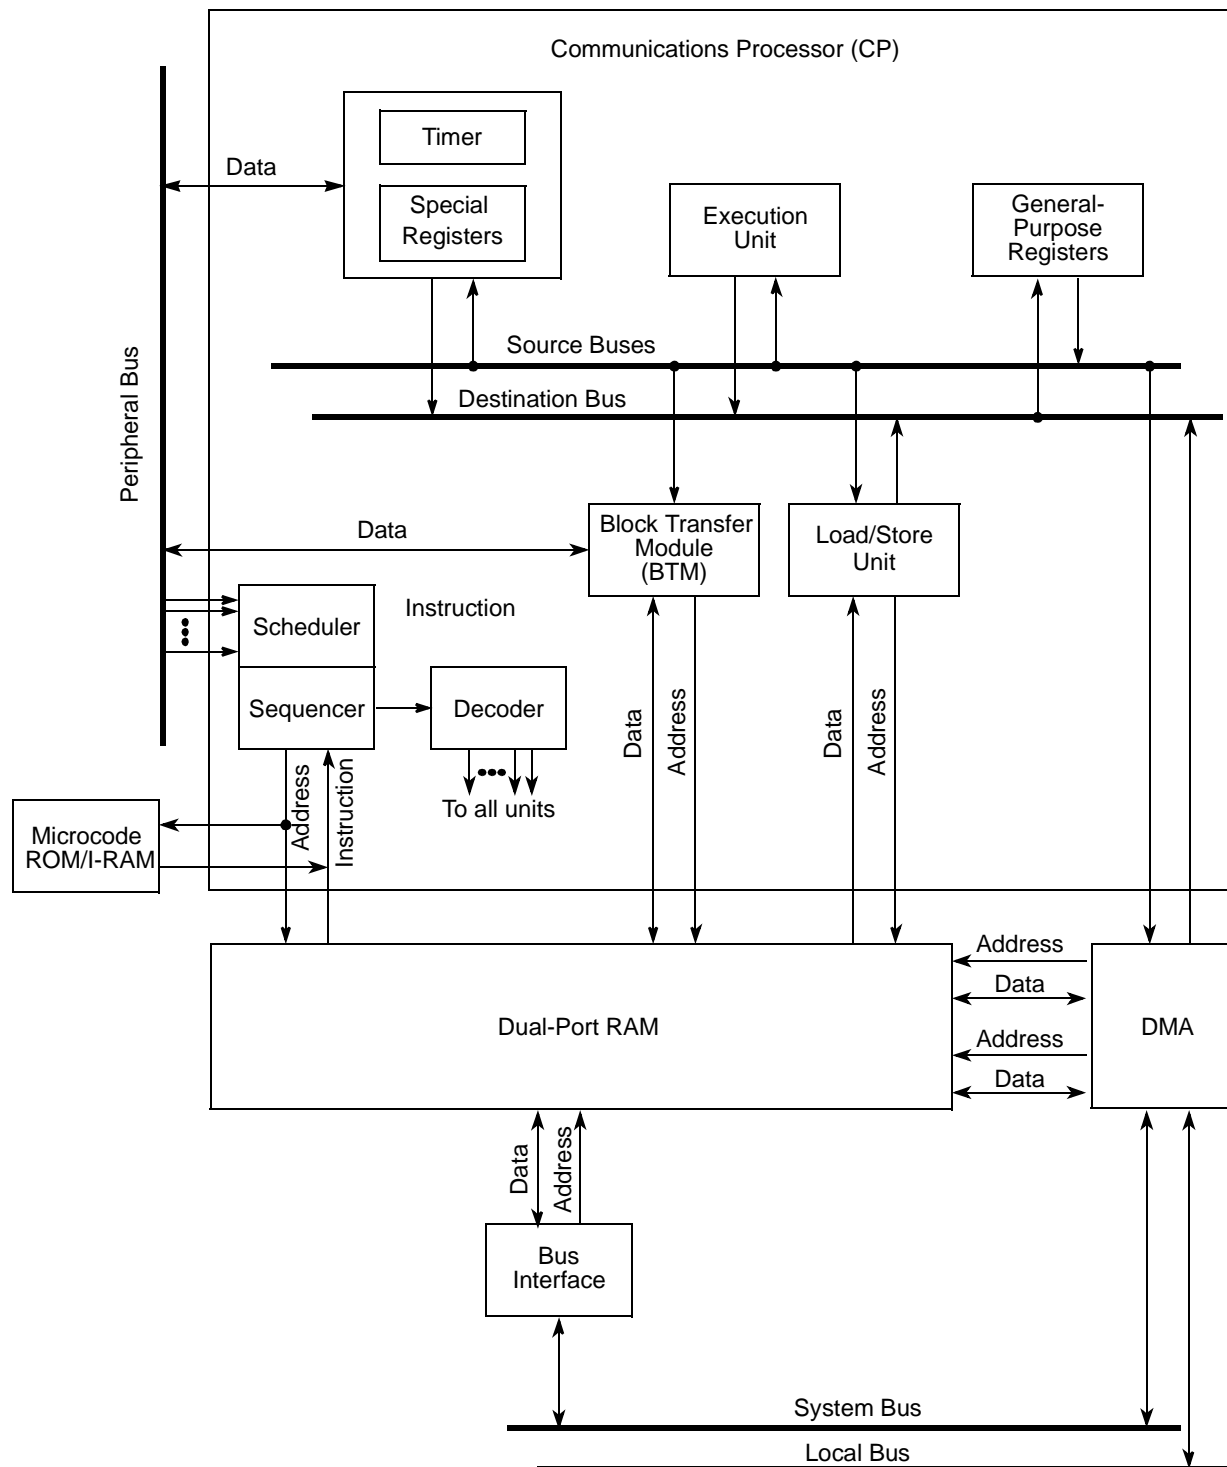 Communications Processor (CP)
Timer
Data
Special
Registers
Execution
Unit
General-
Purpose
Registers
Source Buses
Destination Bus
Peripheral Bus
Data
Block Transfer
Module
(BTM)
Load/Store
Unit
Instruction
Scheduler
Sequencer
Decoder
Data
Address
Data
Address
Address
Instruction
To all units
Microcode
ROM/I-RAM
Address
Data
Dual-Port RAM
DMA
Address
Data
Data
Address
Bus
Interface
System Bus
Local Bus